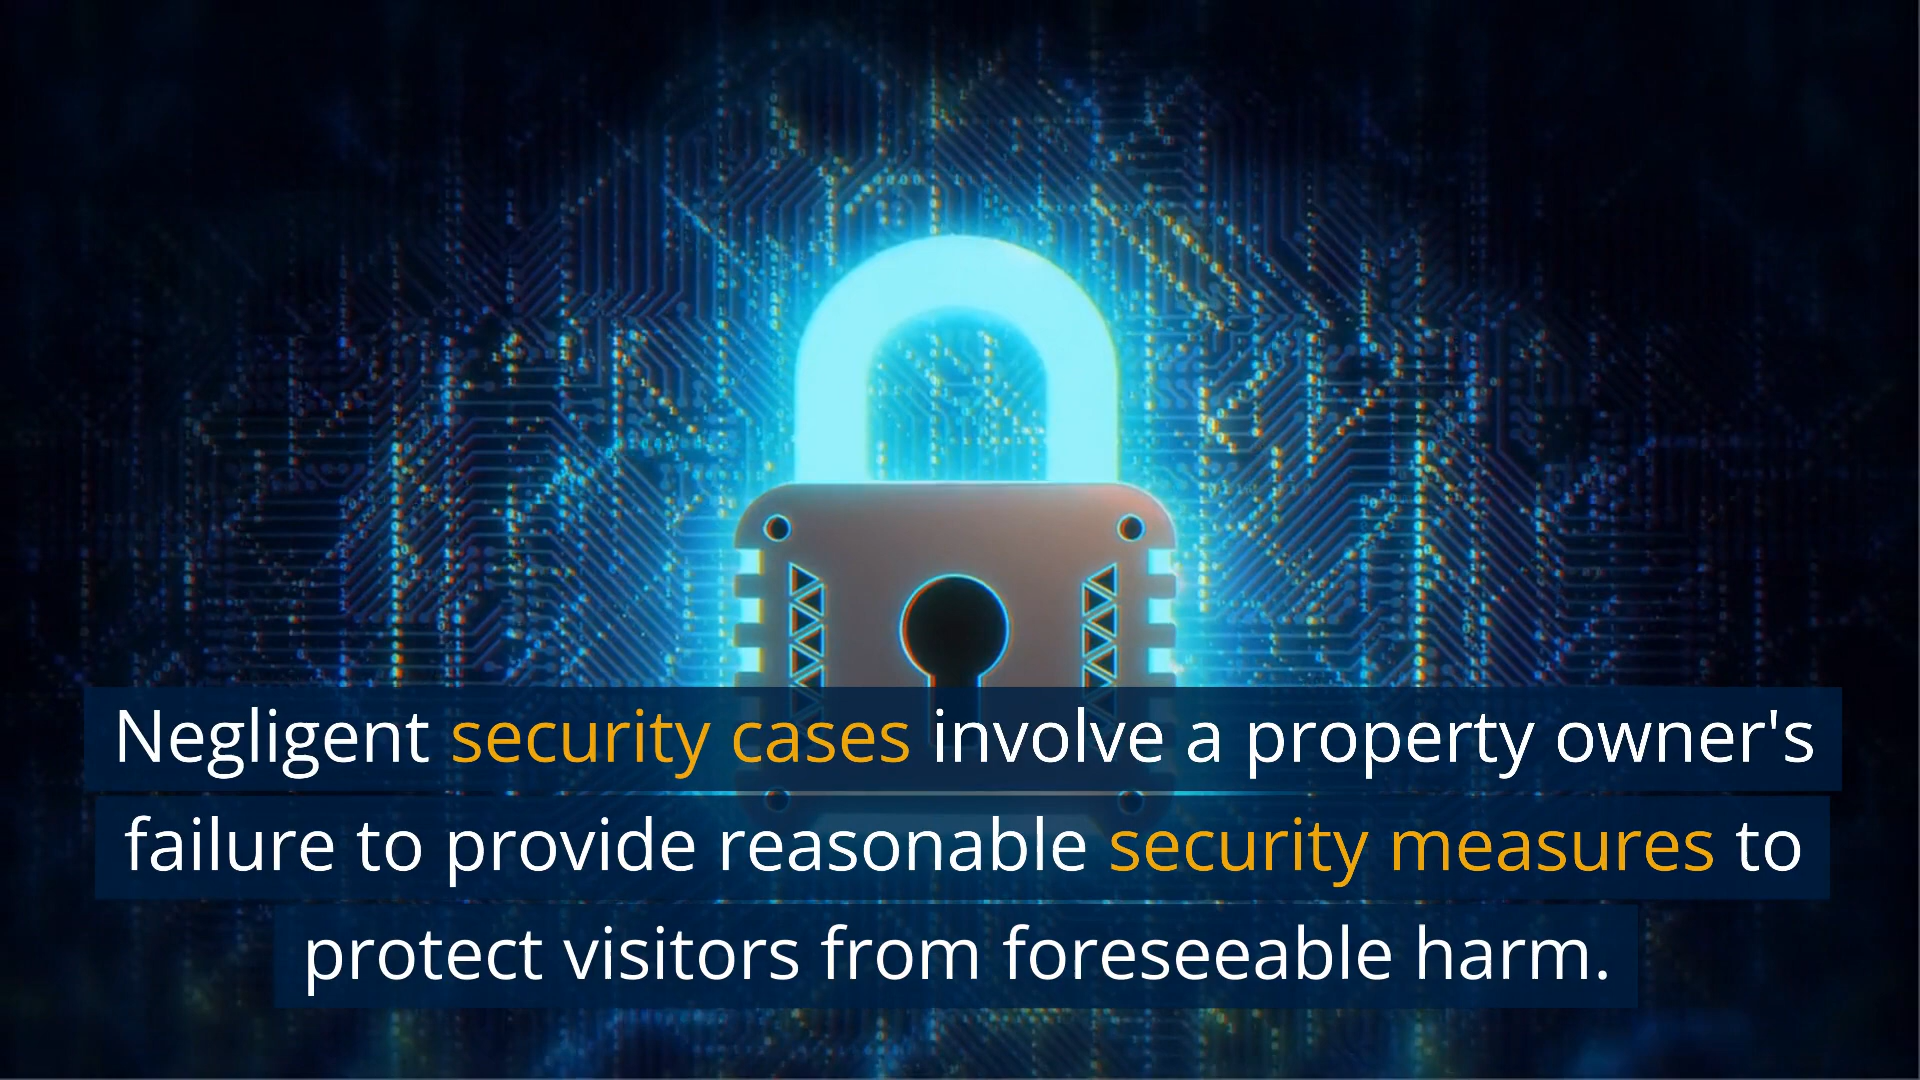 Negligent security cases involve a property owner's
failure to provide reasonable security measures to
protect visitors from foreseeable harm.